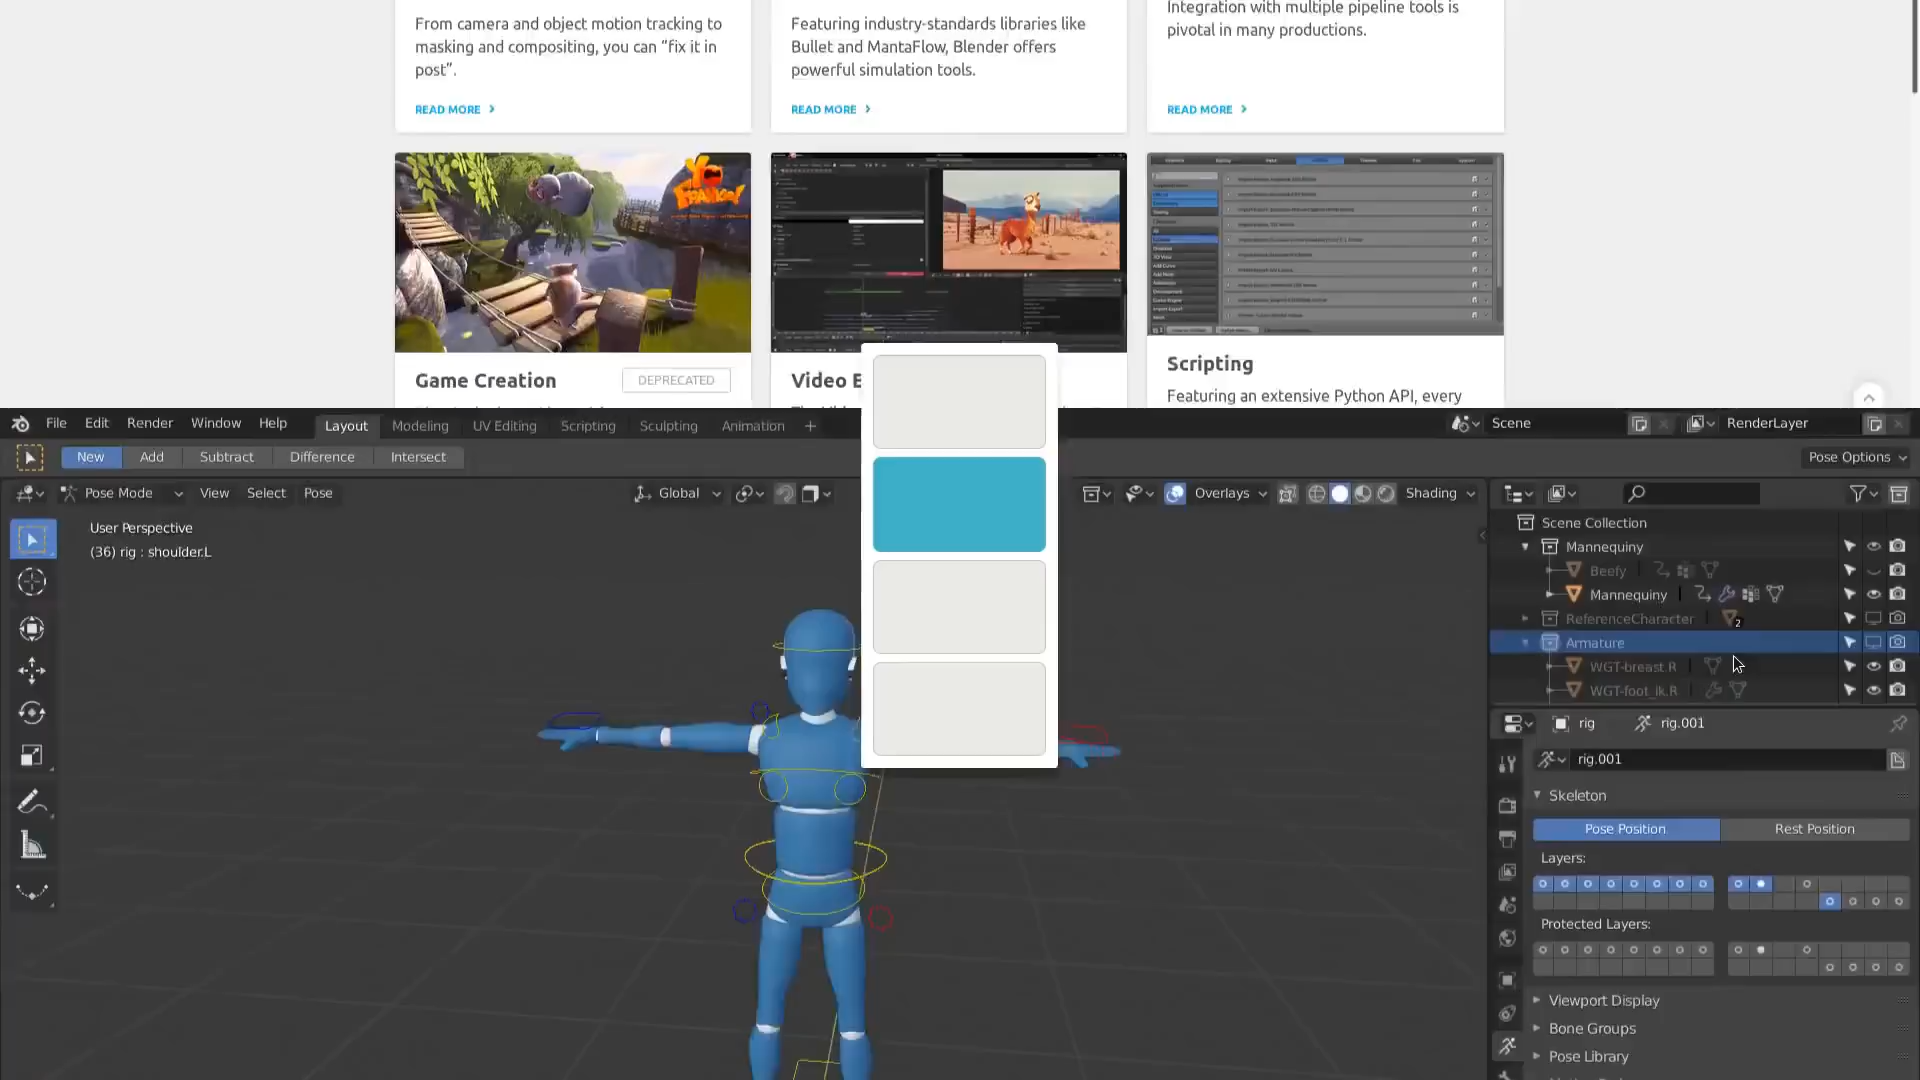 From camera and object motion tracking to
masking and compositing, you can “fix it in
post”.
READ MORE
Featuring industry-standards libraries like
Bullet and MantaFlow, Blender offers
powerful simulation tools.
READ MORE
Integration with multiple pipeline tools is
pivotal in many productions.
READ MORE
Yo
FRANKIE!
Game Creation
DEPRECATED
Video E
Scripting
Featuring an extensive Python API, every
File Edit Render Window Help
Layout Modeling UV Editing Scripting Sculpting Animation +
Scene
RenderLayer
New Add Subtract Difference Intersect
Pose Options
Pose Mode View Select Pose
Global
Overlays
Shading
User Perspective
(36) rig : shoulder.L
Scene Collection
Mannequiny
Beefy
Mannequiny
ReferenceCharacter
2
Armature
WGT-breast.R
WGT-foot_ik.R
rig rig.001
rig.001
Skeleton
Pose Position Rest Position
Layers:
Protected Layers:
Viewport Display
Bone Groups
Pose Library